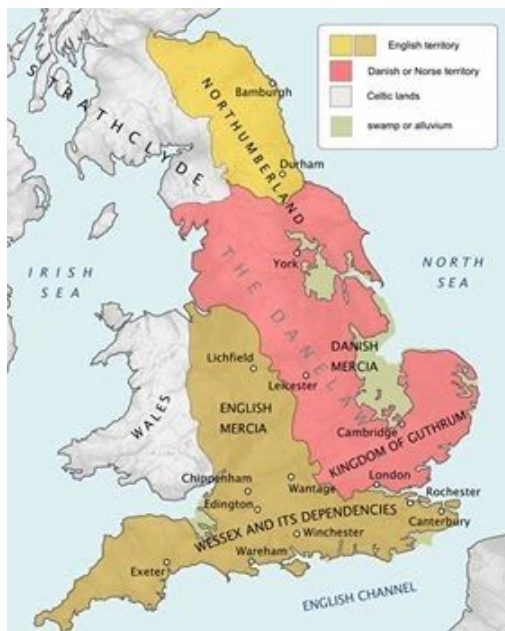 English territory
Danish or Norse territory
Celtic lands
swamp or alluvium
STRATHCLYDE
NORTHUMBERLAND
Bamburgh
Durham
IRISH
SEA
NORTH
SEA
York
THE DANELAW
DANISH
MERCIA
Lichfield
Leicester
WALES
ENGLISH
MERCIA
Cambridge
KINGDOM OF GUTHRUM
Chippenham
Wantage
London
Edington
Rochester
WESSEX AND ITS DEPENDENCIES
Canterbury
Winchester
Wareham
Exeter
ENGLISH CHANNEL